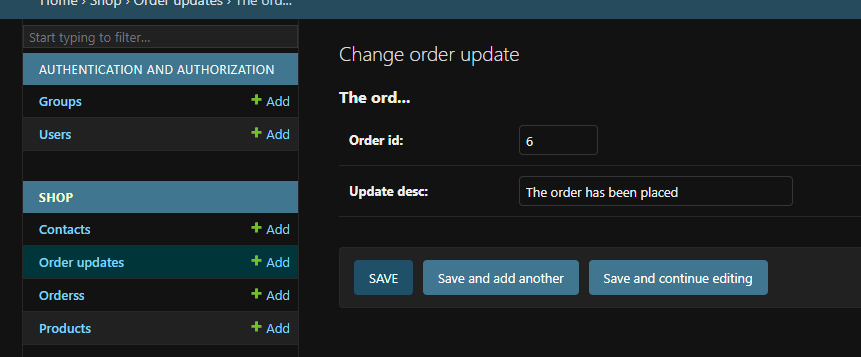 Home › Shop › Order updates › The ord...
Start typing to filter...
AUTHENTICATION AND AUTHORIZATION
Groups + Add
Users + Add
SHOP
Contacts + Add
Order updates + Add
Orderss + Add
Products + Add
Change order update
The ord...
Order id: 6
Update desc: The order has been placed
SAVE Save and add another Save and continue editing